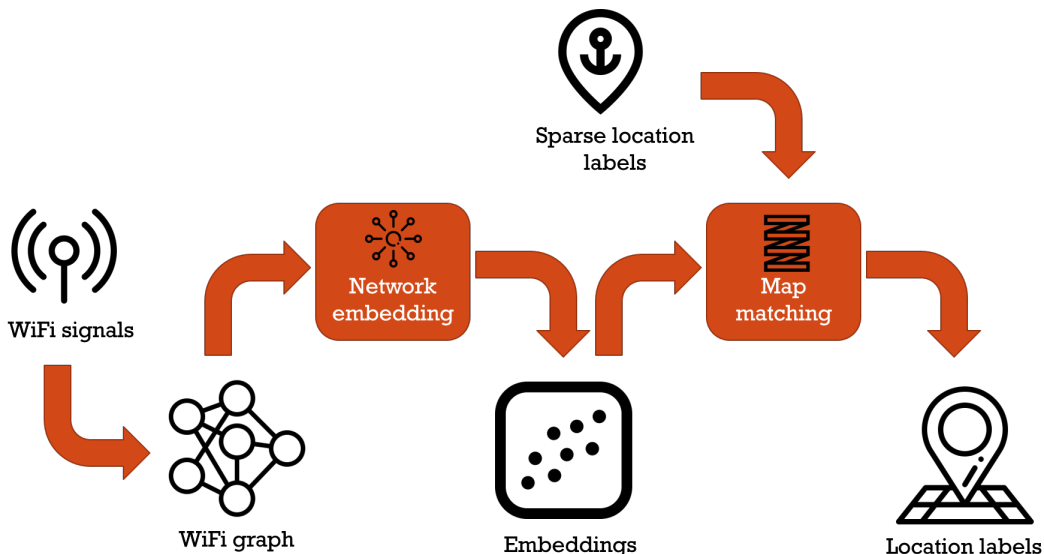 Sparse location
labels
WiFi signals
Network
embedding
Map
matching
WiFi graph
Embeddings
Location labels